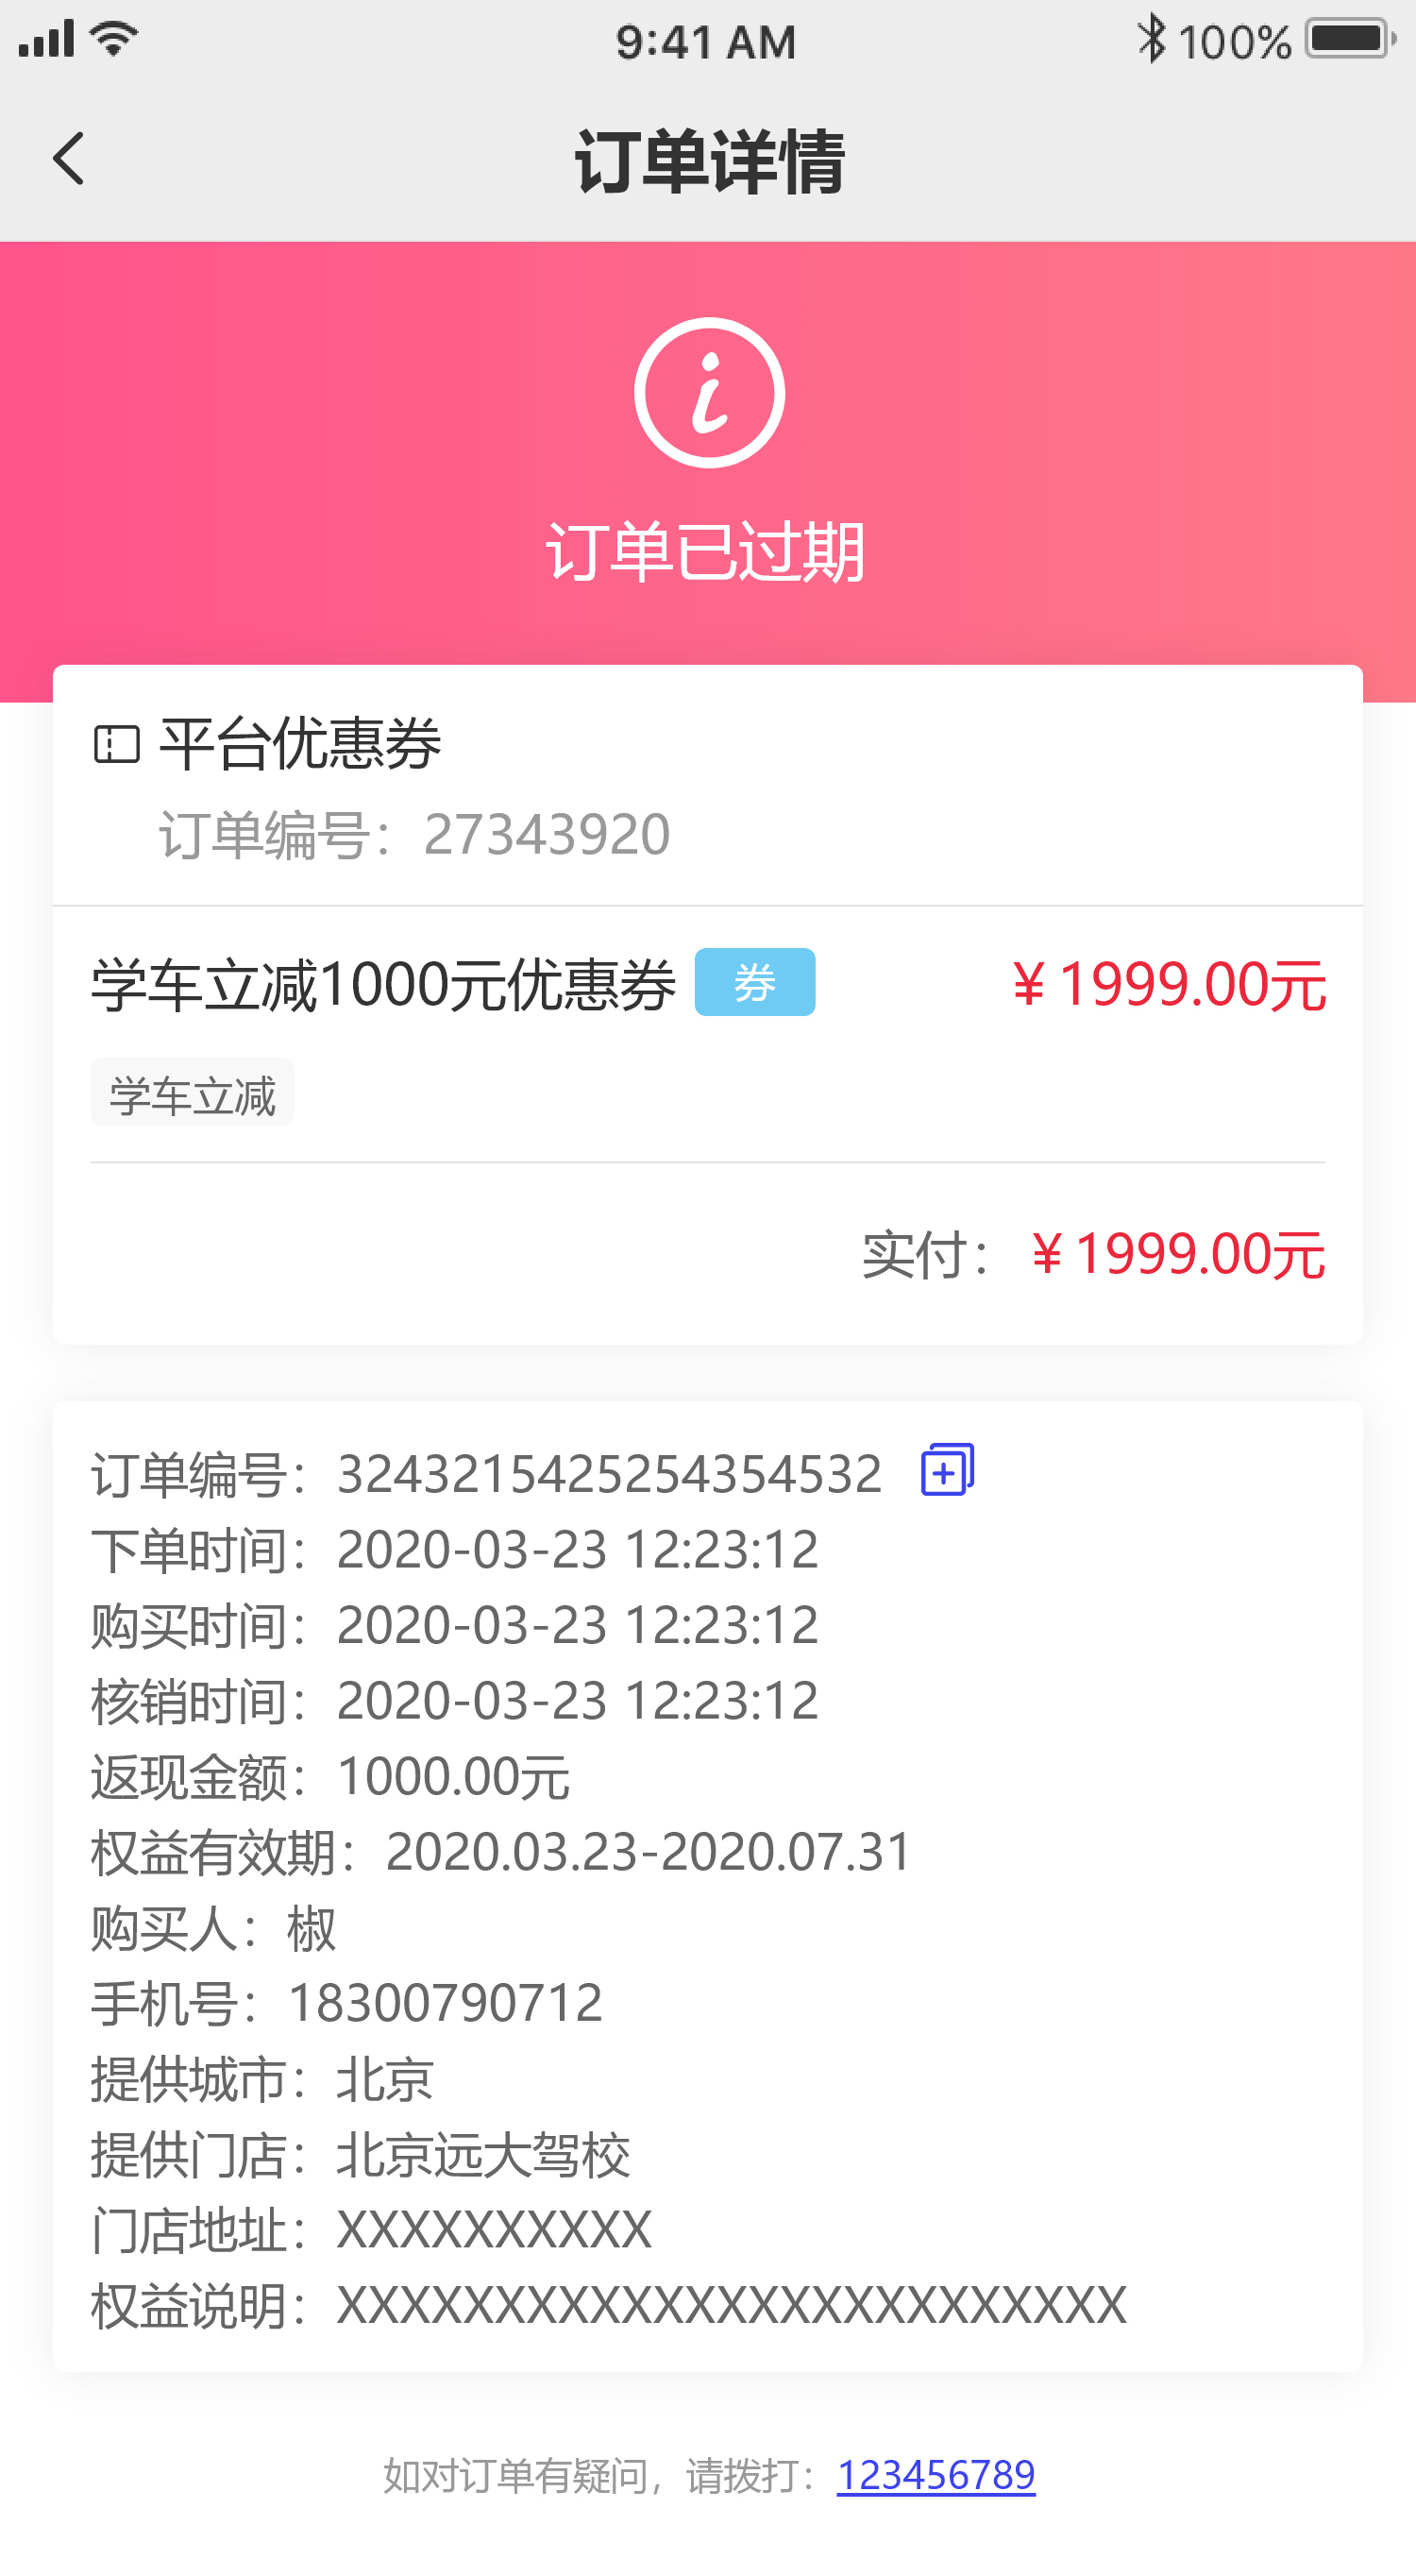 9:41 AM
100%
订单详情
订单已过期
平台优惠券
订单编号：27343920
学车立减1000元优惠券 券 ￥1999.00元
学车立减
实付：￥1999.00元
订单编号：3243215425254354532
下单时间：2020-03-23 12:23:12
购买时间：2020-03-23 12:23:12
核销时间：2020-03-23 12:23:12
返现金额：1000.00元
权益有效期：2020.03.23-2020.07.31
购买人：椒
手机号：18300790712
提供城市：北京
提供门店：北京远大驾校
门店地址：XXXXXXXXXX
权益说明：XXXXXXXXXXXXXXXXXXXXXXXXX
如对订单有疑问，请拨打：123456789